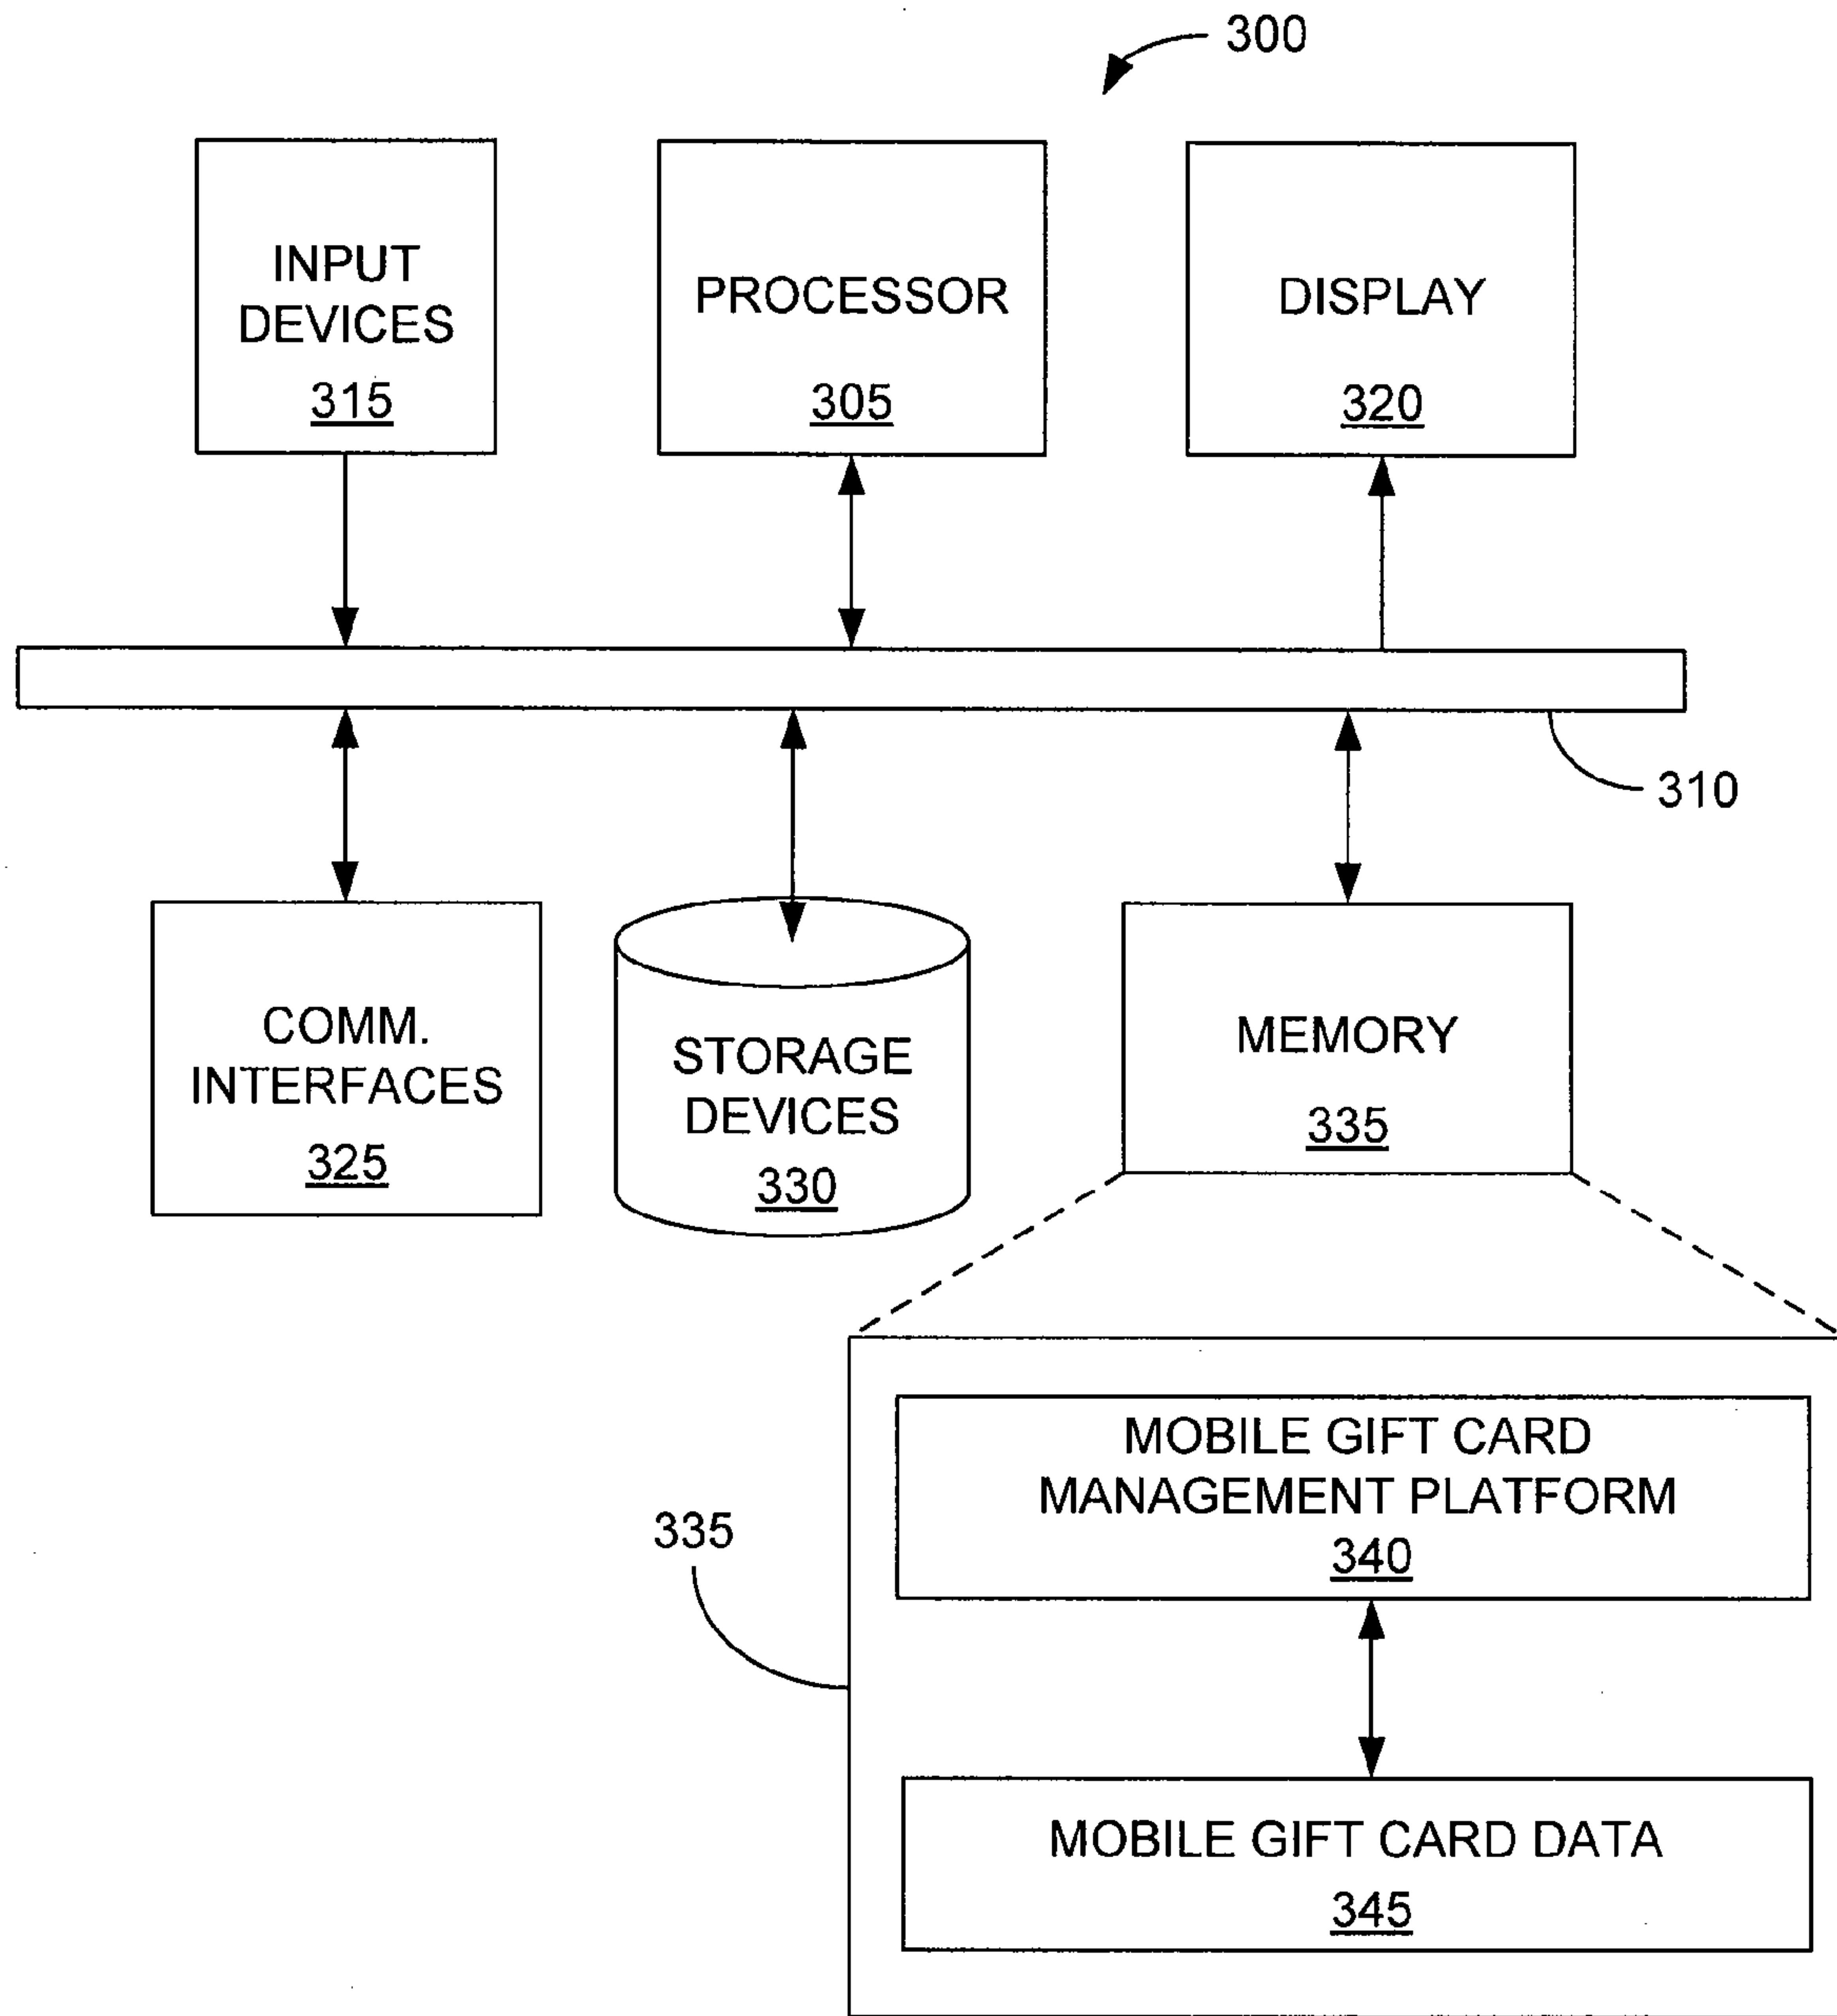 300
INPUT
DEVICES
315
PROCESSOR
305
DISPLAY
320
310
COMM.
INTERFACES
325
STORAGE
DEVICES
330
MEMORY
335
335
MOBILE GIFT CARD
MANAGEMENT PLATFORM
340
MOBILE GIFT CARD DATA
345